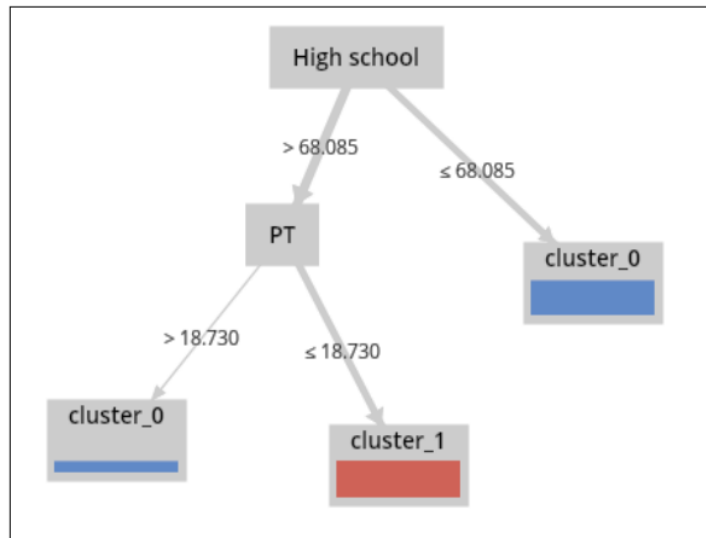 High school
> 68.085
≤ 68.085
PT
cluster_0
> 18.730
≤ 18.730
cluster_0
cluster_1